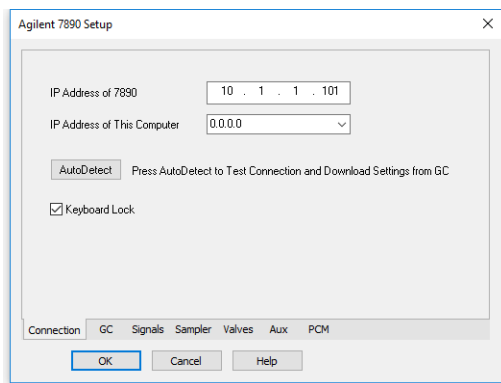 Agilent 7890 Setup
IP Address of 7890 10 . 1 . 1 . 101
IP Address of This Computer 0.0.0.0
AutoDetect Press AutoDetect to Test Connection and Download Settings from GC
Keyboard Lock
Connection GC Signals Sampler Valves Aux PCM
OK Cancel Help